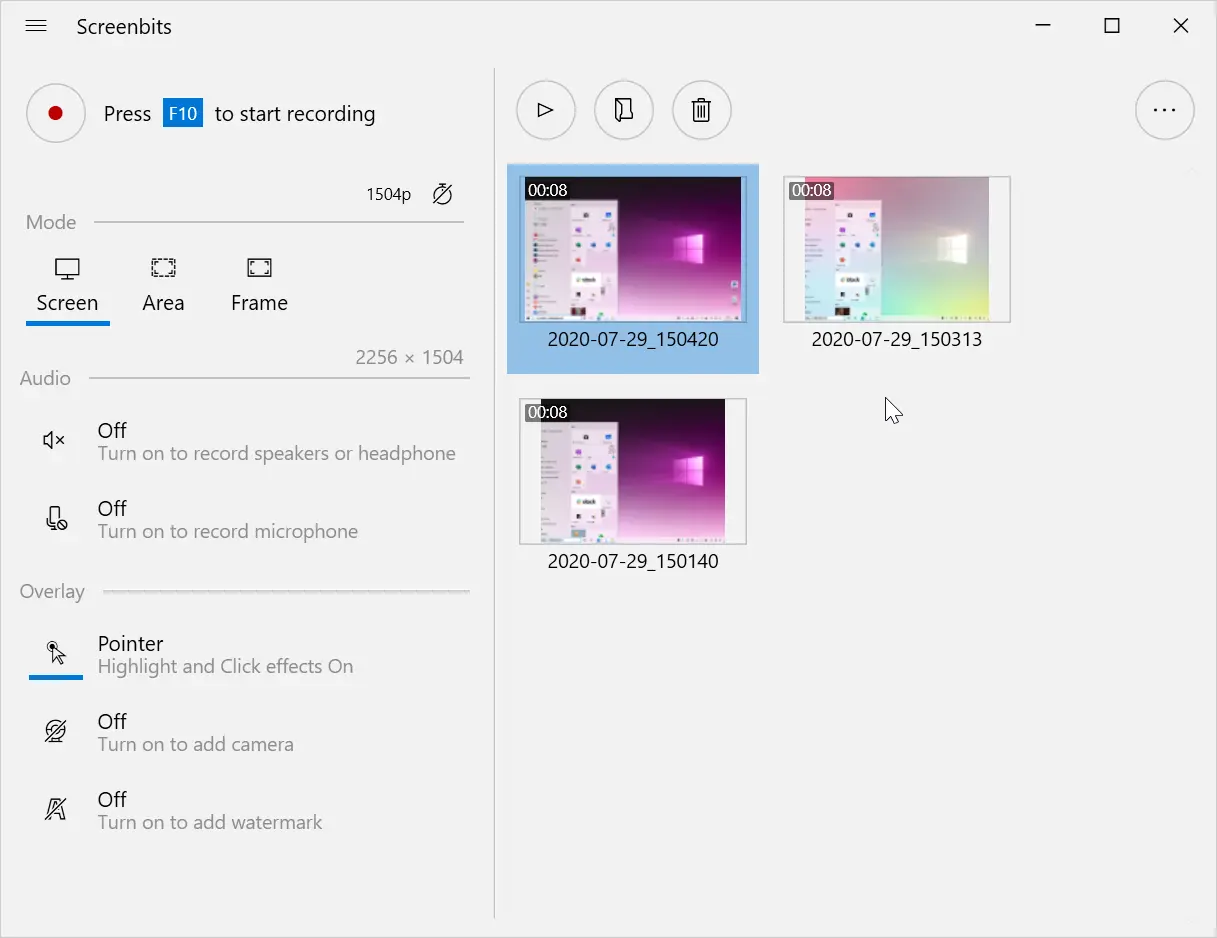 Screenbits
Press F10 to start recording
1504p
Mode
Screen
Area
Frame
2256 × 1504
Audio
Off
Turn on to record speakers or headphone
Off
Turn on to record microphone
Overlay
Pointer
Highlight and Click effects On
Off
Turn on to add camera
Off
Turn on to add watermark
00:08
2020-07-29_150420
00:08
2020-07-29_150313
00:08
2020-07-29_150140